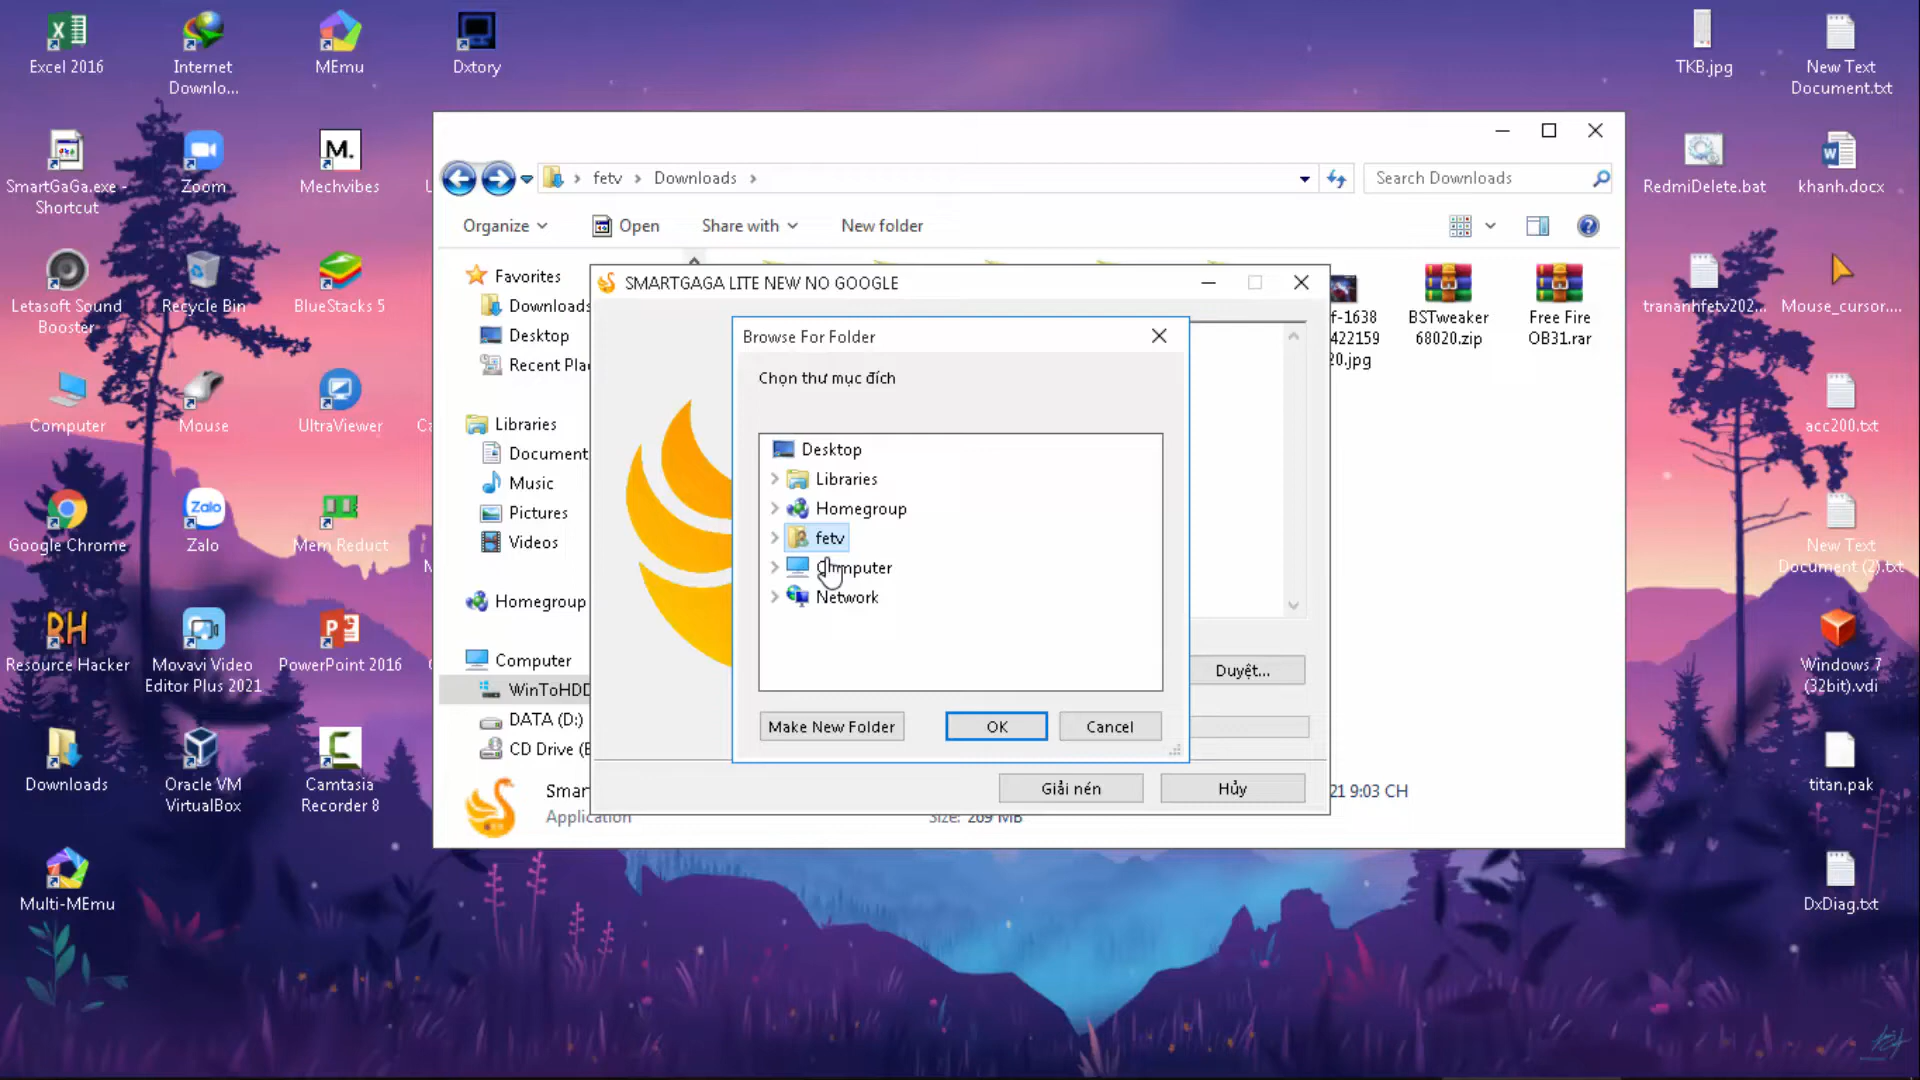 Excel 2016
Internet
Downlo...
MEmu
Dxtory
SmartGaGa.exe -
Shortcut
Zoom
M.
Mechvibes
Letasoft Sound
Booster
Recycle Bin
BlueStacks 5
Computer
Mouse
UltraViewer
Google Chrome
Zalo
Zalo
Mem Reduct
RH
Resource Hacker
Movavi Video
Editor Plus 2021
PowerPoint 2016
Downloads
Oracle VM
VirtualBox
Camtasia
Recorder 8
Multi-MEmu
fetv
Downloads
Search Downloads
Organize
Open
Share with
New folder
Favorites
Downloads
Desktop
Recent Pla
Libraries
Document
Music
Pictures
Videos
Homegroup
Computer
WinToHDD
DATA (D:)
CD Drive (E
Smar
Application
Size: 269 MB
21 9:03 CH
f-1638
422159
20.jpg
BSTweaker
68020.zip
Free Fire
OB31.rar
SMARTGAGA LITE NEW NO GOOGLE
Duyệt...
Giải nén
Hủy
Browse For Folder
Chọn thư mục đích
Desktop
Libraries
Homegroup
fetv
Computer
Network
Make New Folder
OK
Cancel
TKB.jpg
New Text
Document.txt
RedmiDelete.bat
khanh.docx
trananhfetv202...
Mouse_cursor....
acc200.txt
New Text
Document (2).txt
Windows 7
(32bit).vdi
titan.pak
DxDiag.txt